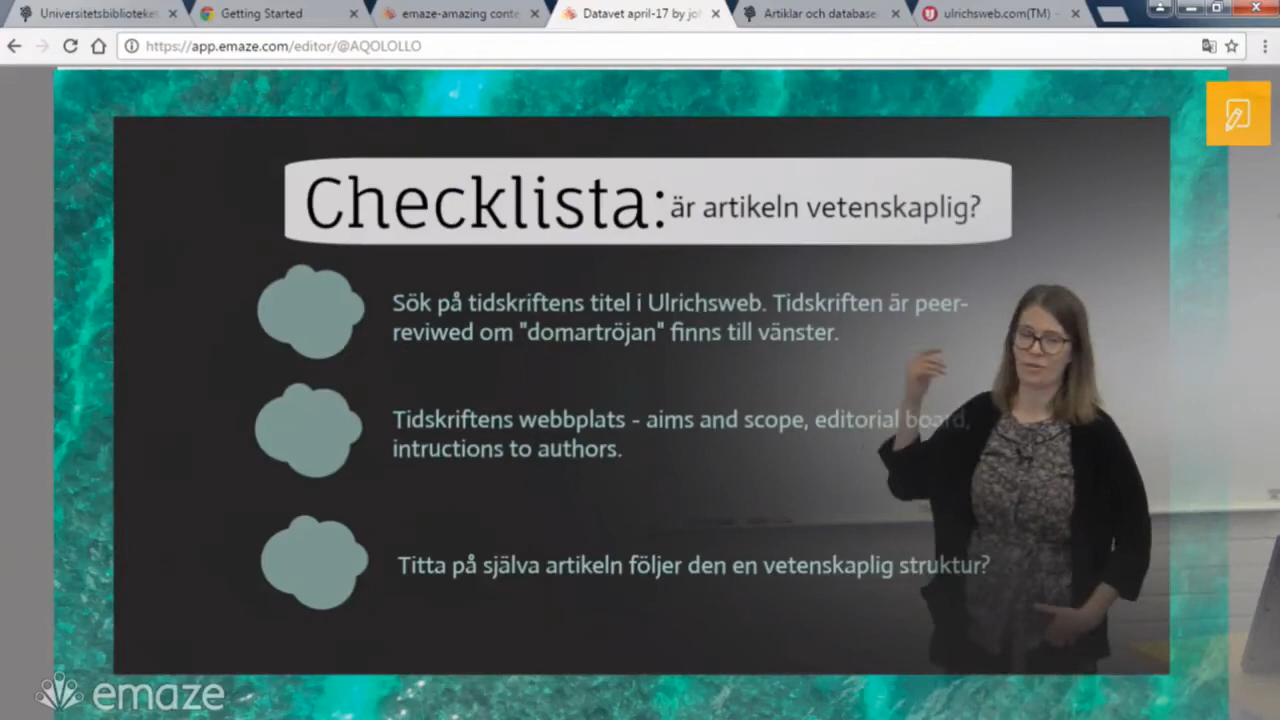 Universitetsbiblioteket
Getting Started
emaze-amazing conte
Datavet april-17 by jo
Artiklar och database
ulrichsweb.com(TM) -
https://app.emaze.com/editor/@AQOLOLLO
Checklista: är artikeln vetenskaplig?
Sök på tidskriftens titel i Ulrichsweb. Tidskriften är peer-
reviwed om "domartröjan" finns till vänster.
Tidskriftens webbplats - aims and scope, editorial board,
intructions to authors.
Titta på själva artikeln följer den en vetenskaplig struktur?
emaze